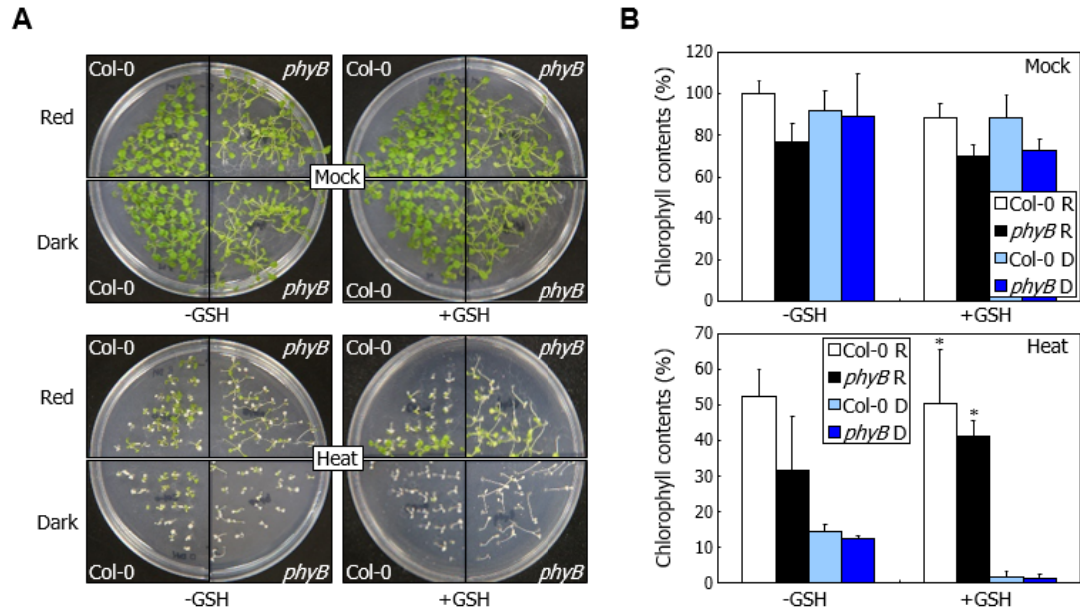 A
Col-0 phyB Col-0 phyB
Red
Mock
Dark
Col-0 phyB Col-0 phyB
-GSH +GSH
Col-0 phyB Col-0 phyB
Red
Heat
Dark
Col-0 phyB Col-0 phyB
-GSH +GSH
B
Chlorophyll contents (%)
120
100
80
60
40
20
0
Mock
Col-0 R
phyB R
Col-0 D
phyB D
-GSH +GSH
Chlorophyll contents (%)
70
60
50
40
30
20
10
0
Heat
Col-0 R
phyB R
Col-0 D
phyB D
* *
-GSH +GSH